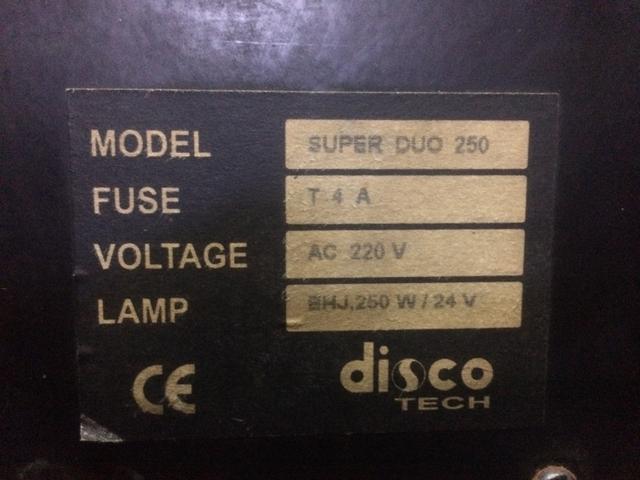 MODEL SUPER DUO 250
FUSE T 4 A
VOLTAGE AC 220 V
LAMP EHJ,250 W / 24 V
CE disco
TECH